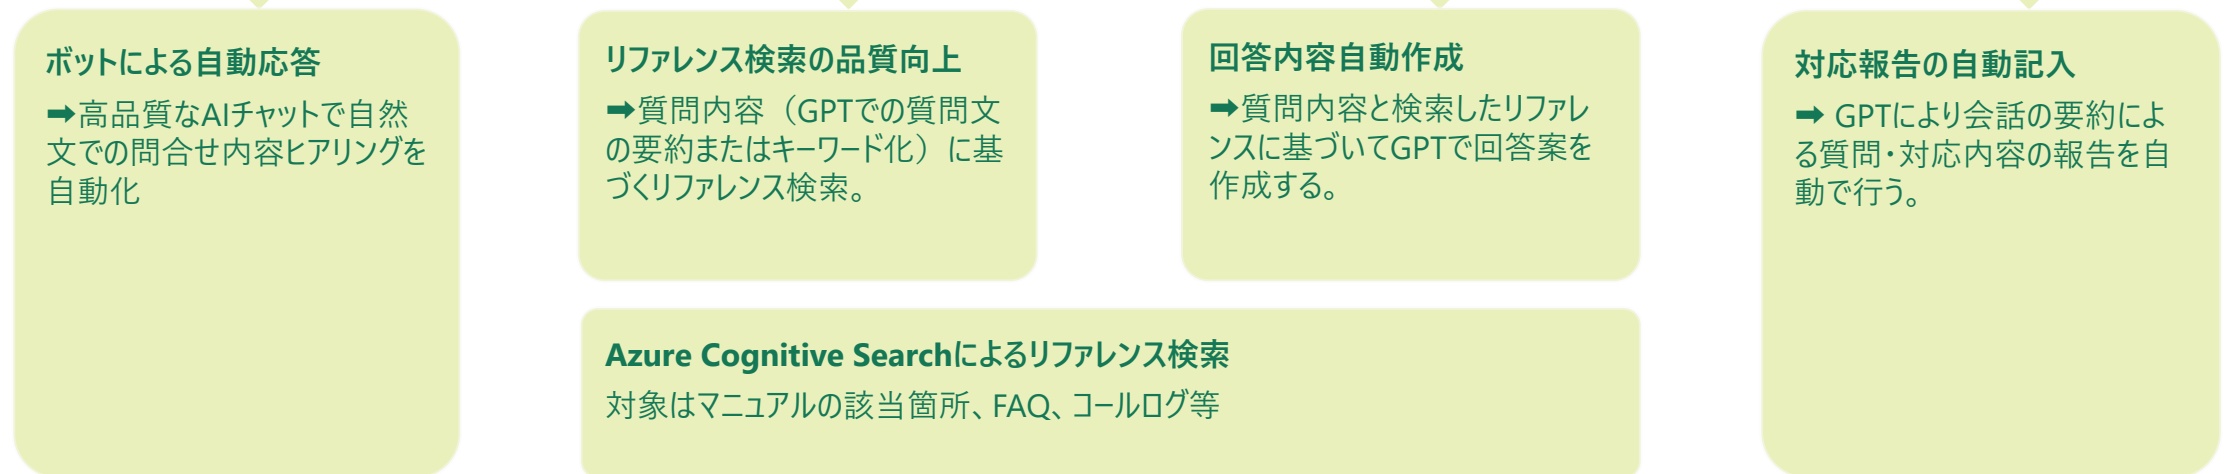 ボットによる自動応答
➡高品質なAIチャットで自然
文での問合せ内容ヒアリングを
自動化
リファレンス検索の品質向上
➡質問内容（GPTでの質問文
の要約またはキーワード化）に基
づくリファレンス検索。
回答内容自動作成
➡質問内容と検索したリファレ
ンスに基づいてGPTで回答案を
作成する。
対応報告の自動記入
➡ GPTにより会話の要約によ
る質問・対応内容の報告を自
動で行う。
Azure Cognitive Searchによるリファレンス検索
対象はマニュアルの該当箇所、FAQ、コールログ等